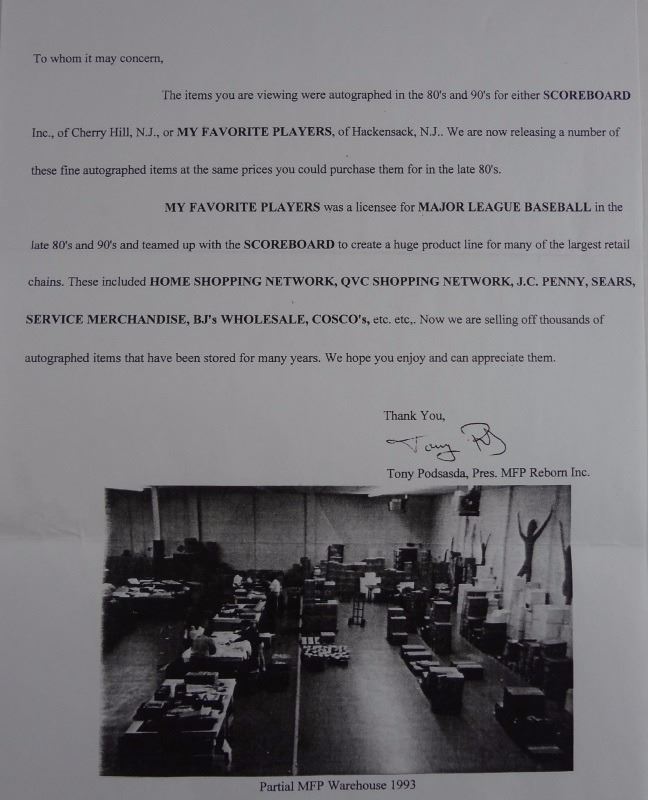 To whom it may concern,
The items you are viewing were autographed in the 80's and 90's for either SCOREBOARD
Inc., of Cherry Hill, N.J., or MY FAVORITE PLAYERS, of Hackensack, N.J.. We are now releasing a number of
these fine autographed items at the same prices you could purchase them for in the late 80's.
MY FAVORITE PLAYERS was a licensee for MAJOR LEAGUE BASEBALL in the
late 80's and 90's and teamed up with the SCOREBOARD to create a huge product line for many of the largest retail
chains. These included HOME SHOPPING NETWORK, QVC SHOPPING NETWORK, J.C. PENNY, SEARS,
SERVICE MERCHANDISE, BJ's WHOLESALE, COSCO's, etc. etc,. Now we are selling off thousands of
autographed items that have been stored for many years. We hope you enjoy and can appreciate them.
Thank You,
Tony
Tony Podsasda, Pres. MFP Reborn Inc.
Partial MFP Warehouse 1993